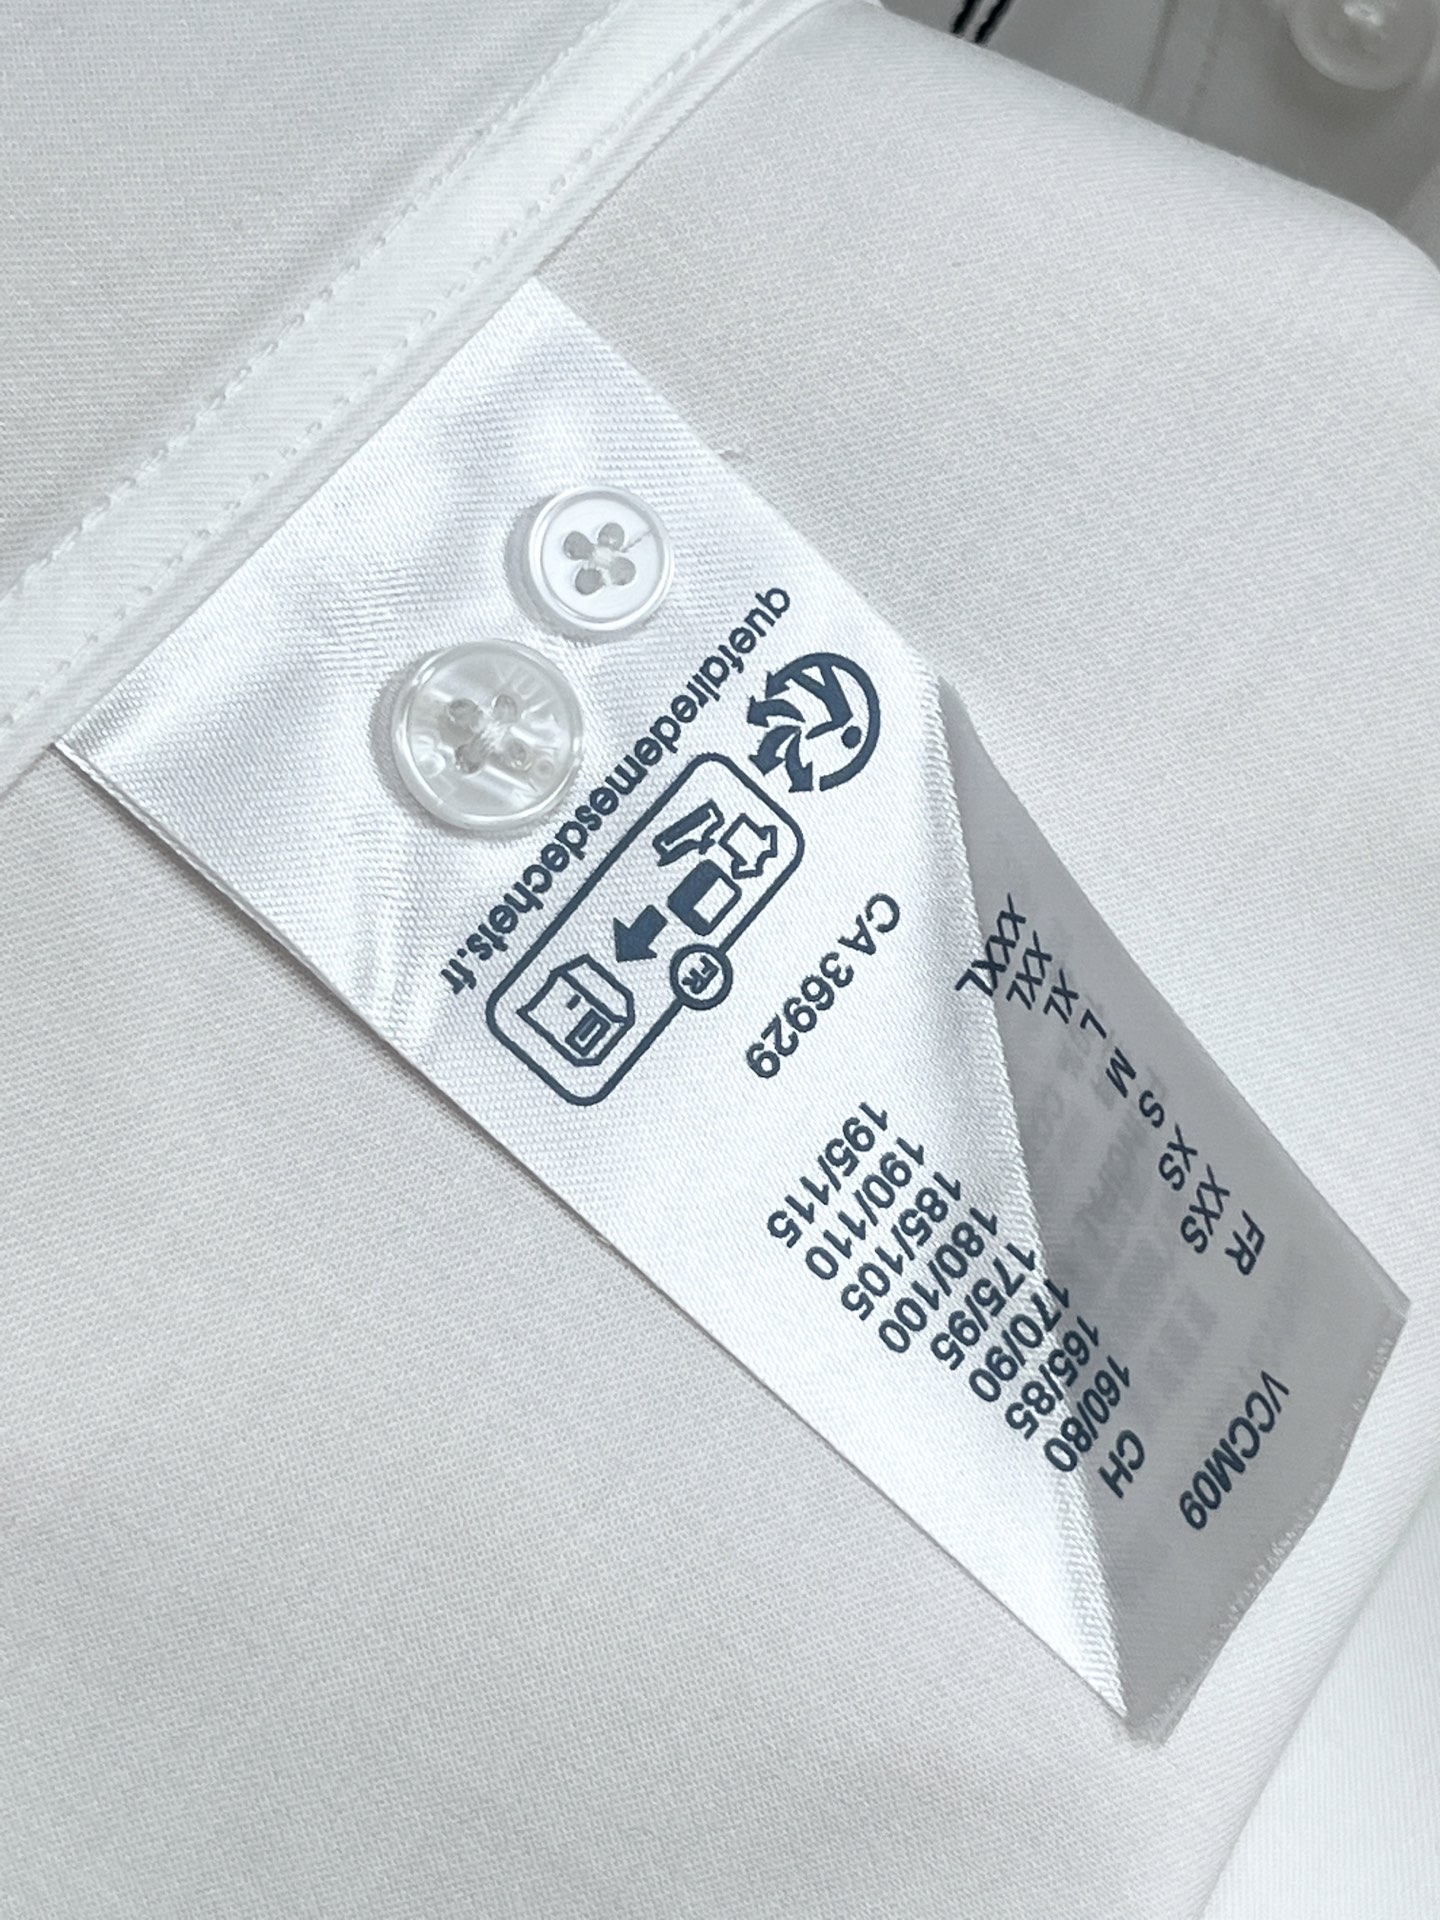 VCCM09
FR XXS XS S M L XL XXL XXXL
CH 160/80 165/85 170/90 175/95 180/100 185/105 190/110 195/115
CA 36929
FR
quefairedemesdechets.fr